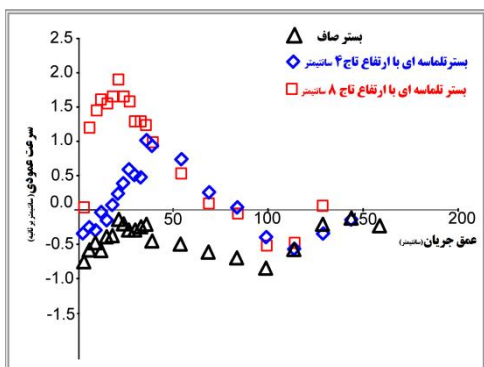 بستر صاف
بستر تلماسه ای با ارتفاع تاج ۴ سانتیمتر
بستر تلماسه ای با ارتفاع تاج ۸ سانتیمتر
سرعت عمودی (سانتیمتر بر ثانیه)
2.5
2.0
1.5
1.0
0.5
0.0
-0.5
-1.0
-1.5
50
100
150
200
عمق جریان (سانتیمتر)